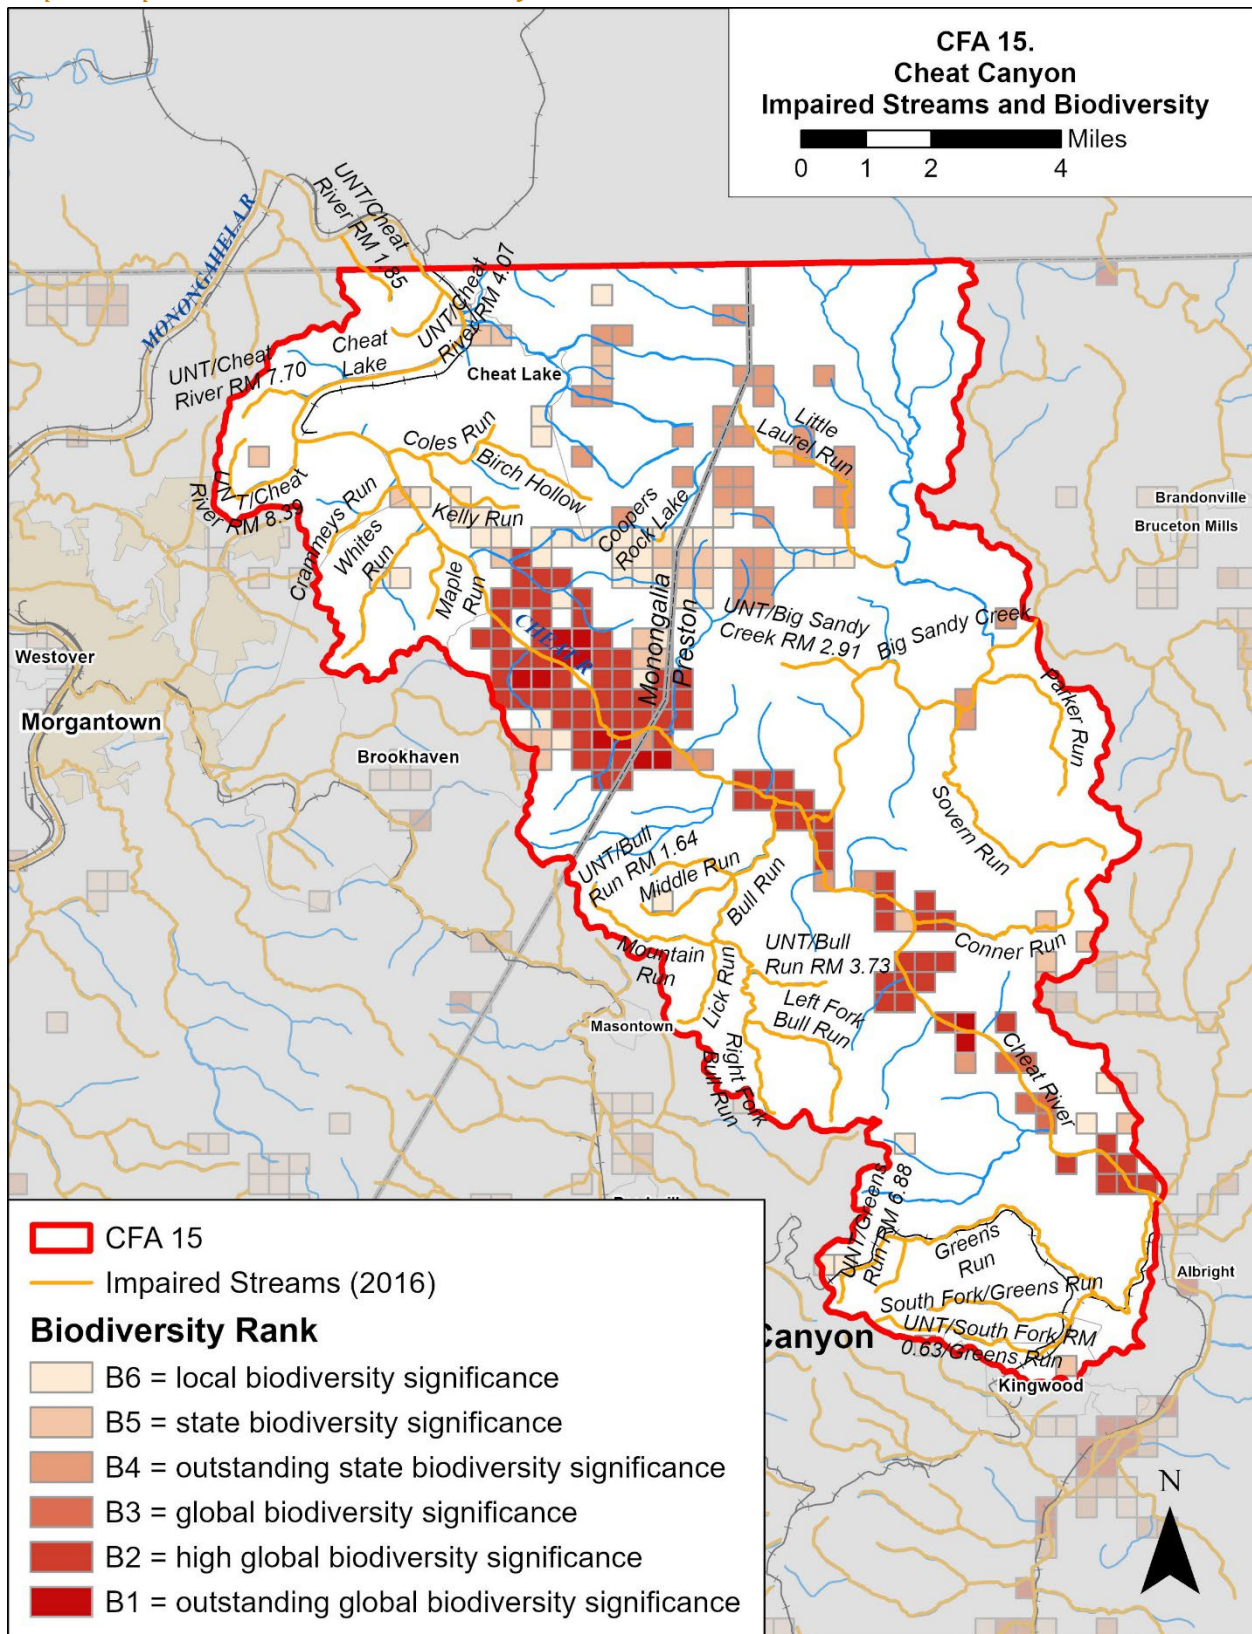 CFA 15.
Cheat Canyon
Impaired Streams and Biodiversity
Miles
0 1 2 4
MONONGAHELA R
UNT/Cheat
River RM 1.85
UNT/Cheat
River/RM 4.07
Cheat
Lake
UNT/Cheat
River RM 7.70
Cheat Lake
Coles Run
Birch Hollow
Little
Laurel Run
UNT/Cheat
River RM 8.39
Crammeys Run
Whites
Run
Kelly Run
Coopers
Rock Lake
Maple
Run
Brandonville
Bruceton Mills
CHEAT R
Monongalia
Preston
UNT/Big Sandy
Creek RM 2.91
Big Sandy Creek
Parker Run
Westover
Morgantown
Brookhaven
Sovern Run
UNT/Bull
Run RM 1.64
Middle Run
Bull Run
Mountain
Run
UNT/Bull
Run RM 3.73
Conner Run
Lick Run
Left Fork
Bull Run
Masontown
Right Fork
Bull Run
Cheat River
UNT/Greens
Run RM 6.88
Greens
Run
South Fork/Greens Run
UNT/South Fork RM
0.63/Greens Run
Albright
Canyon
Kingwood
N
CFA 15
Impaired Streams (2016)
Biodiversity Rank
B6 = local biodiversity significance
B5 = state biodiversity significance
B4 = outstanding state biodiversity significance
B3 = global biodiversity significance
B2 = high global biodiversity significance
B1 = outstanding global biodiversity significance